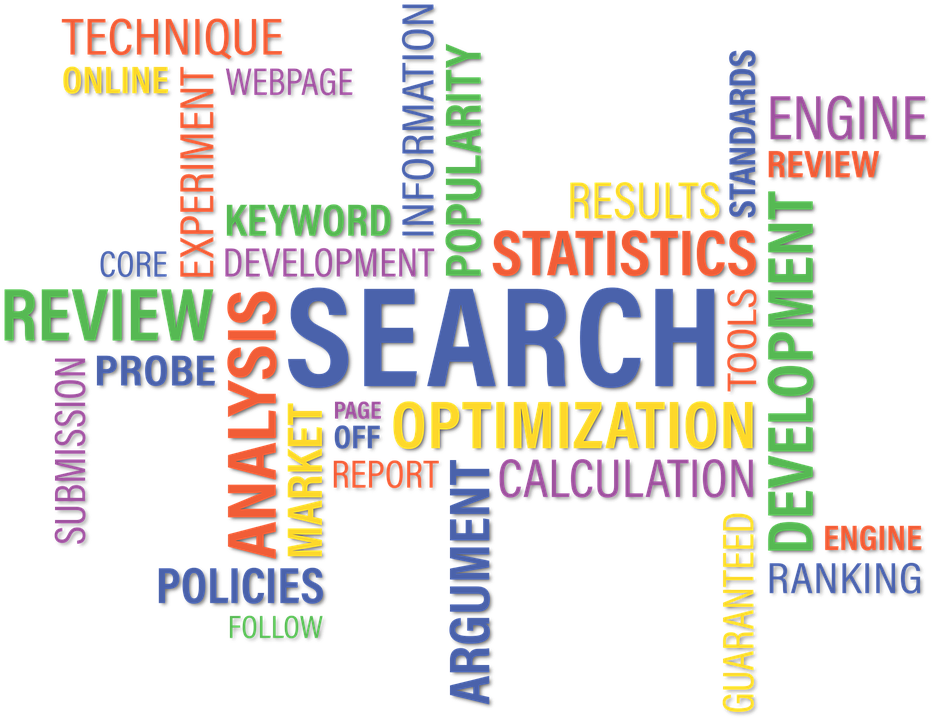 TECHNIQUE
ONLINE
EXPERIMENT
WEBPAGE
INFORMATION
POPULARITY
STANDARDS
ENGINE
REVIEW
RESULTS
KEYWORD
CORE
DEVELOPMENT
STATISTICS
DEVELOPMENT
REVIEW
ANALYSIS
SEARCH
TOOLS
PROBE
SUBMISSION
MARKET
PAGE
OFF
OPTIMIZATION
REPORT
ARGUMENT
CALCULATION
GUARANTEED
ENGINE
RANKING
POLICIES
FOLLOW